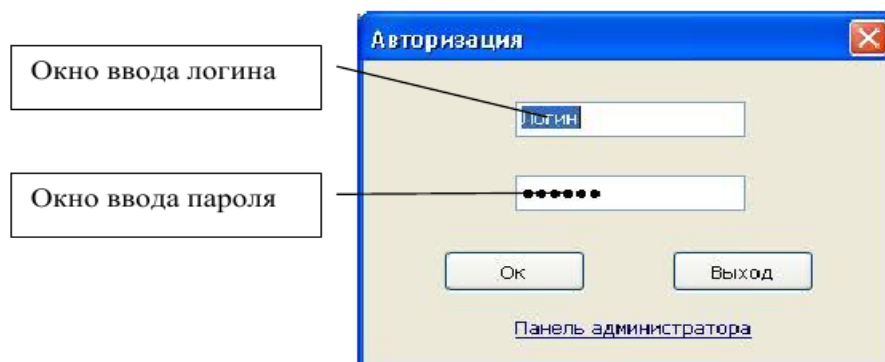 Авторизация
Окно ввода логина
Логин
Окно ввода пароля
••••••
Ок
Выход
Панель администратора